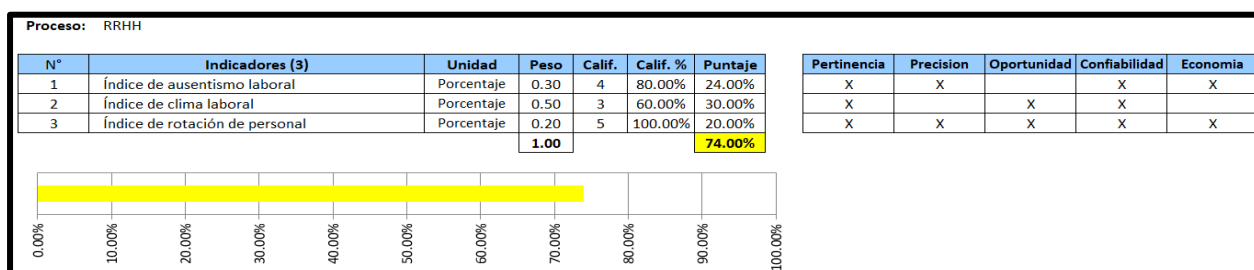 Proceso: RRHH
N° Indicadores (3) Unidad Peso Calif. Calif. % Puntaje Pertinencia Precision Oportunidad Confiabilidad Economia
1 Índice de ausentismo laboral Porcentaje 0.30 4 80.00% 24.00% X X X X
2 Índice de clima laboral Porcentaje 0.50 3 60.00% 30.00% X X X
3 Índice de rotación de personal Porcentaje 0.20 5 100.00% 20.00% X X X X X
1.00 74.00%
0.00% 10.00% 20.00% 30.00% 40.00% 50.00% 60.00% 70.00% 80.00% 90.00% 100.00%